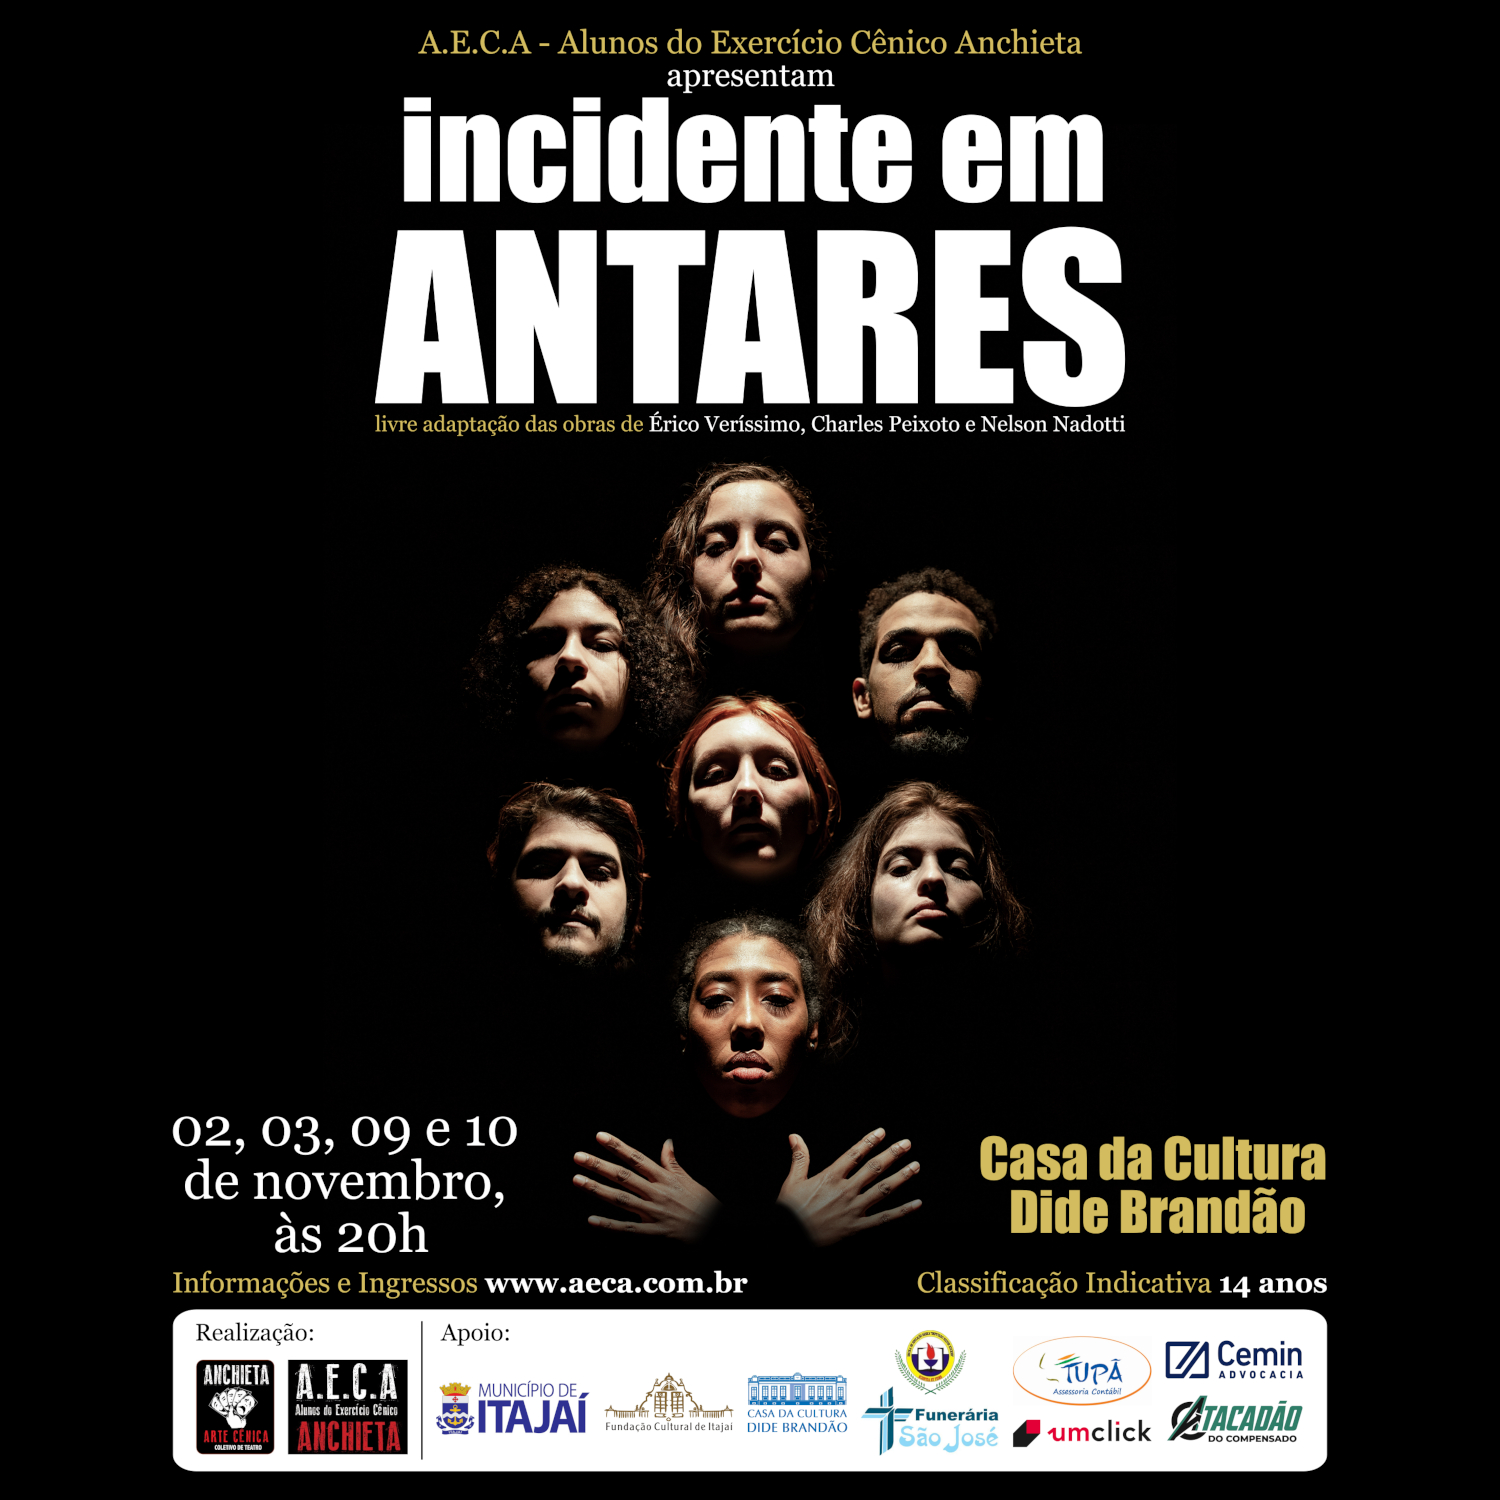 A.E.C.A - Alunos do Exercício Cênico Anchieta
apresentam
incidente em
ANTARES
livre adaptação das obras de Érico Veríssimo, Charles Peixoto e Nelson Nadotti
02, 03, 09 e 10
de novembro,
às 20h
Casa da Cultura
Dide Brandão
Informações e Ingressos www.aeca.com.br
Classificação Indicativa 14 anos
Realização:
ANCHIETA
ARTE CÊNICA
COLETIVO DE TEATRO
A.E.C.A
Alunos do Exercício Cênico
ANCHIETA
Apoio:
MUNICÍPIO DE
ITAJAÍ
Fundação Cultural de Itajaí
CASA DA CULTURA
DIDE BRANDÃO
Funerária
São José
TUPÃ
Assessoria Contábil
umclick
Cemin
ADVOCACIA
ATACADÃO
DO COMPENSADO